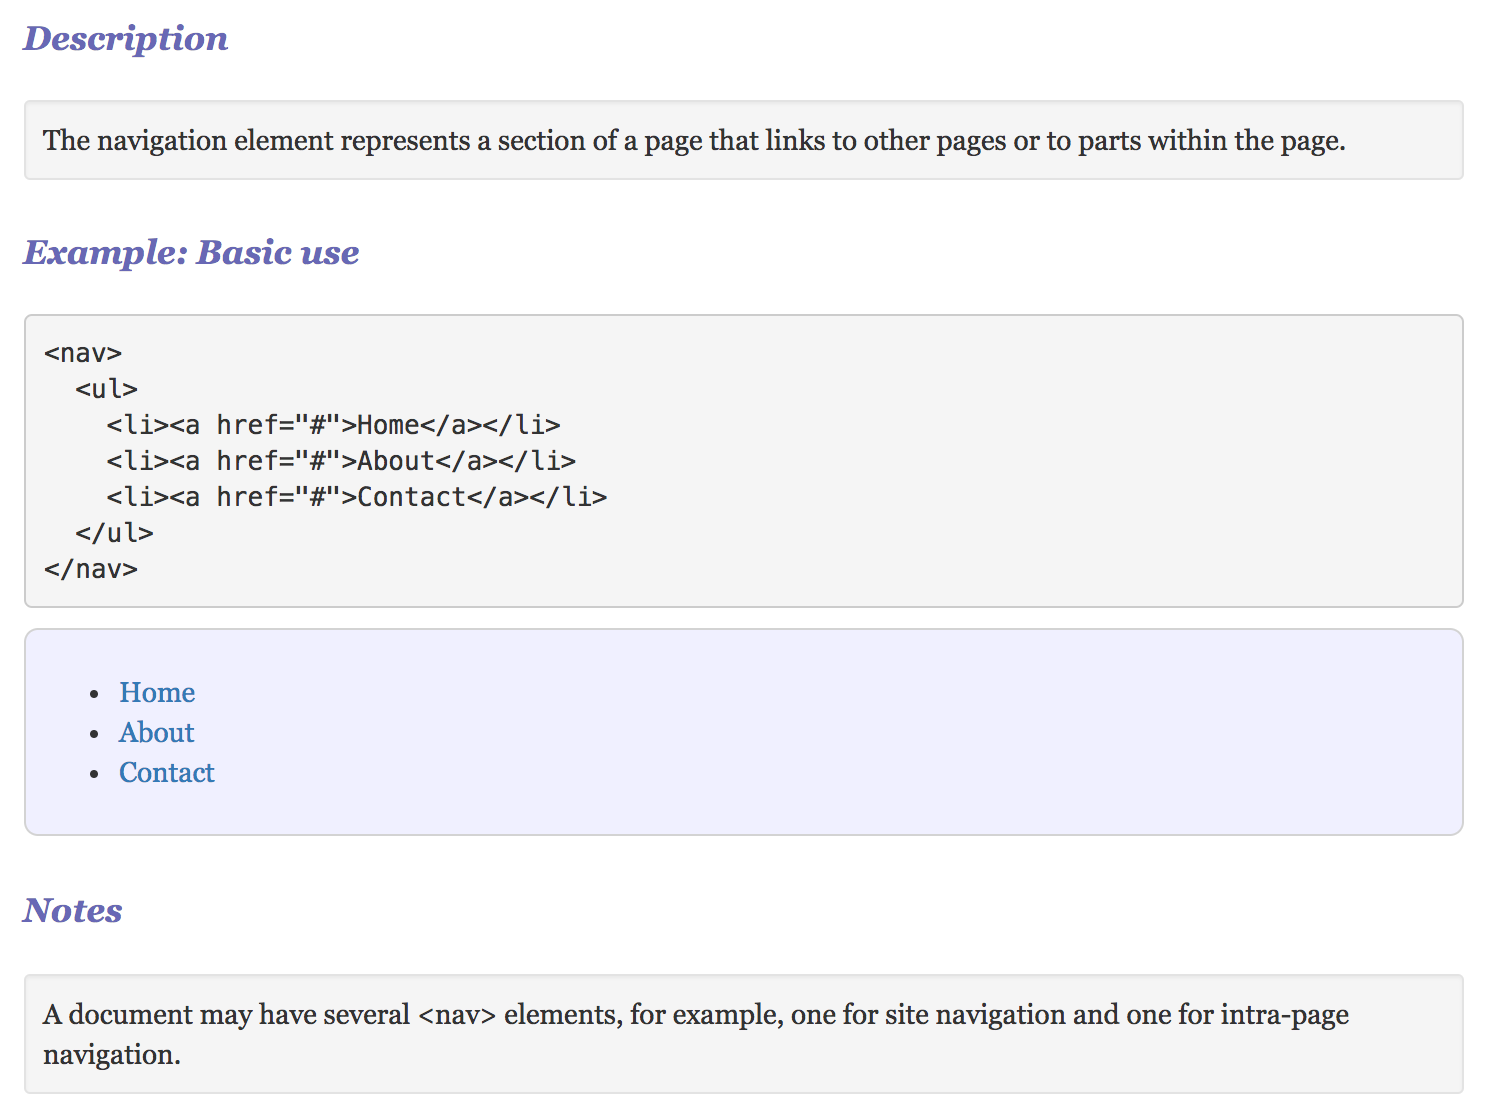 Description
The navigation element represents a section of a page that links to other pages or to parts within the page.
Example: Basic use
<nav>
  <ul>
    <li><a href="#">Home</a></li>
    <li><a href="#">About</a></li>
    <li><a href="#">Contact</a></li>
  </ul>
</nav>
• Home
• About
• Contact
Notes
A document may have several <nav> elements, for example, one for site navigation and one for intra-page
navigation.